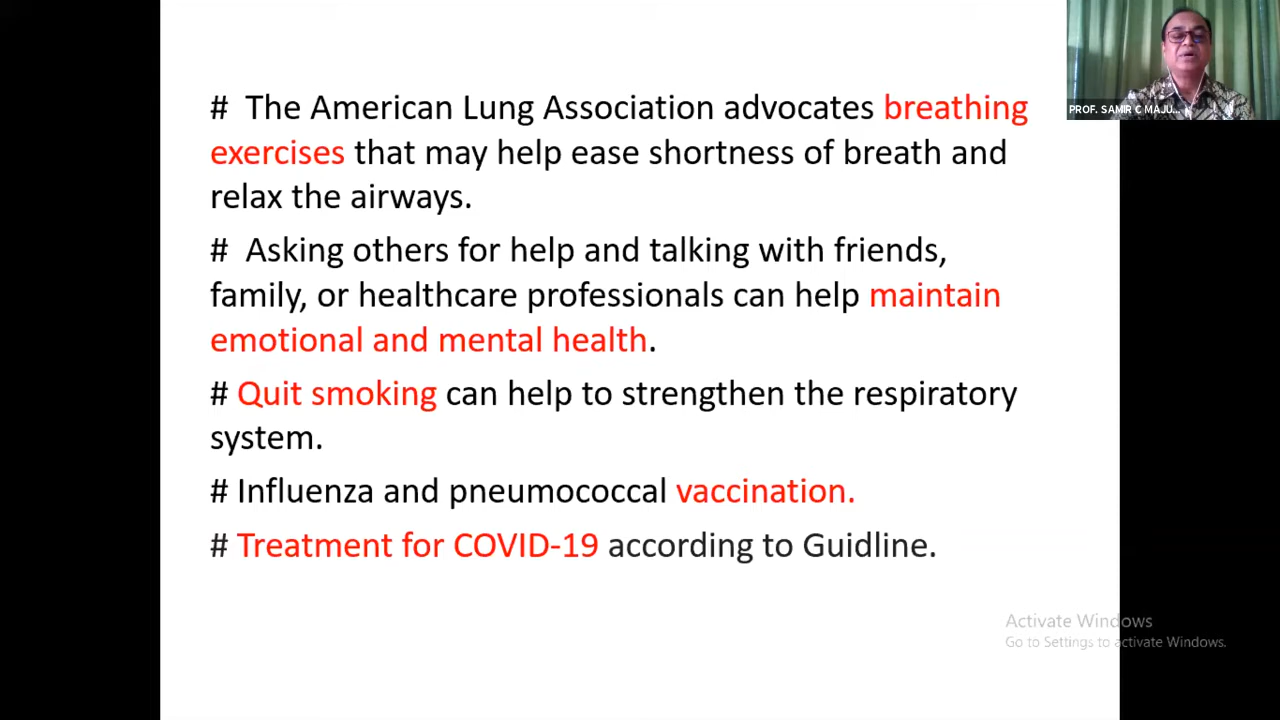 # The American Lung Association advocates breathing
exercises that may help ease shortness of breath and
relax the airways.
# Asking others for help and talking with friends,
family, or healthcare professionals can help maintain
emotional and mental health.
# Quit smoking can help to strengthen the respiratory
system.
# Influenza and pneumococcal vaccination.
# Treatment for COVID-19 according to Guidline.
PROF. SAMIR C MAJU...
Activate Windows
Go to Settings to activate Windows.